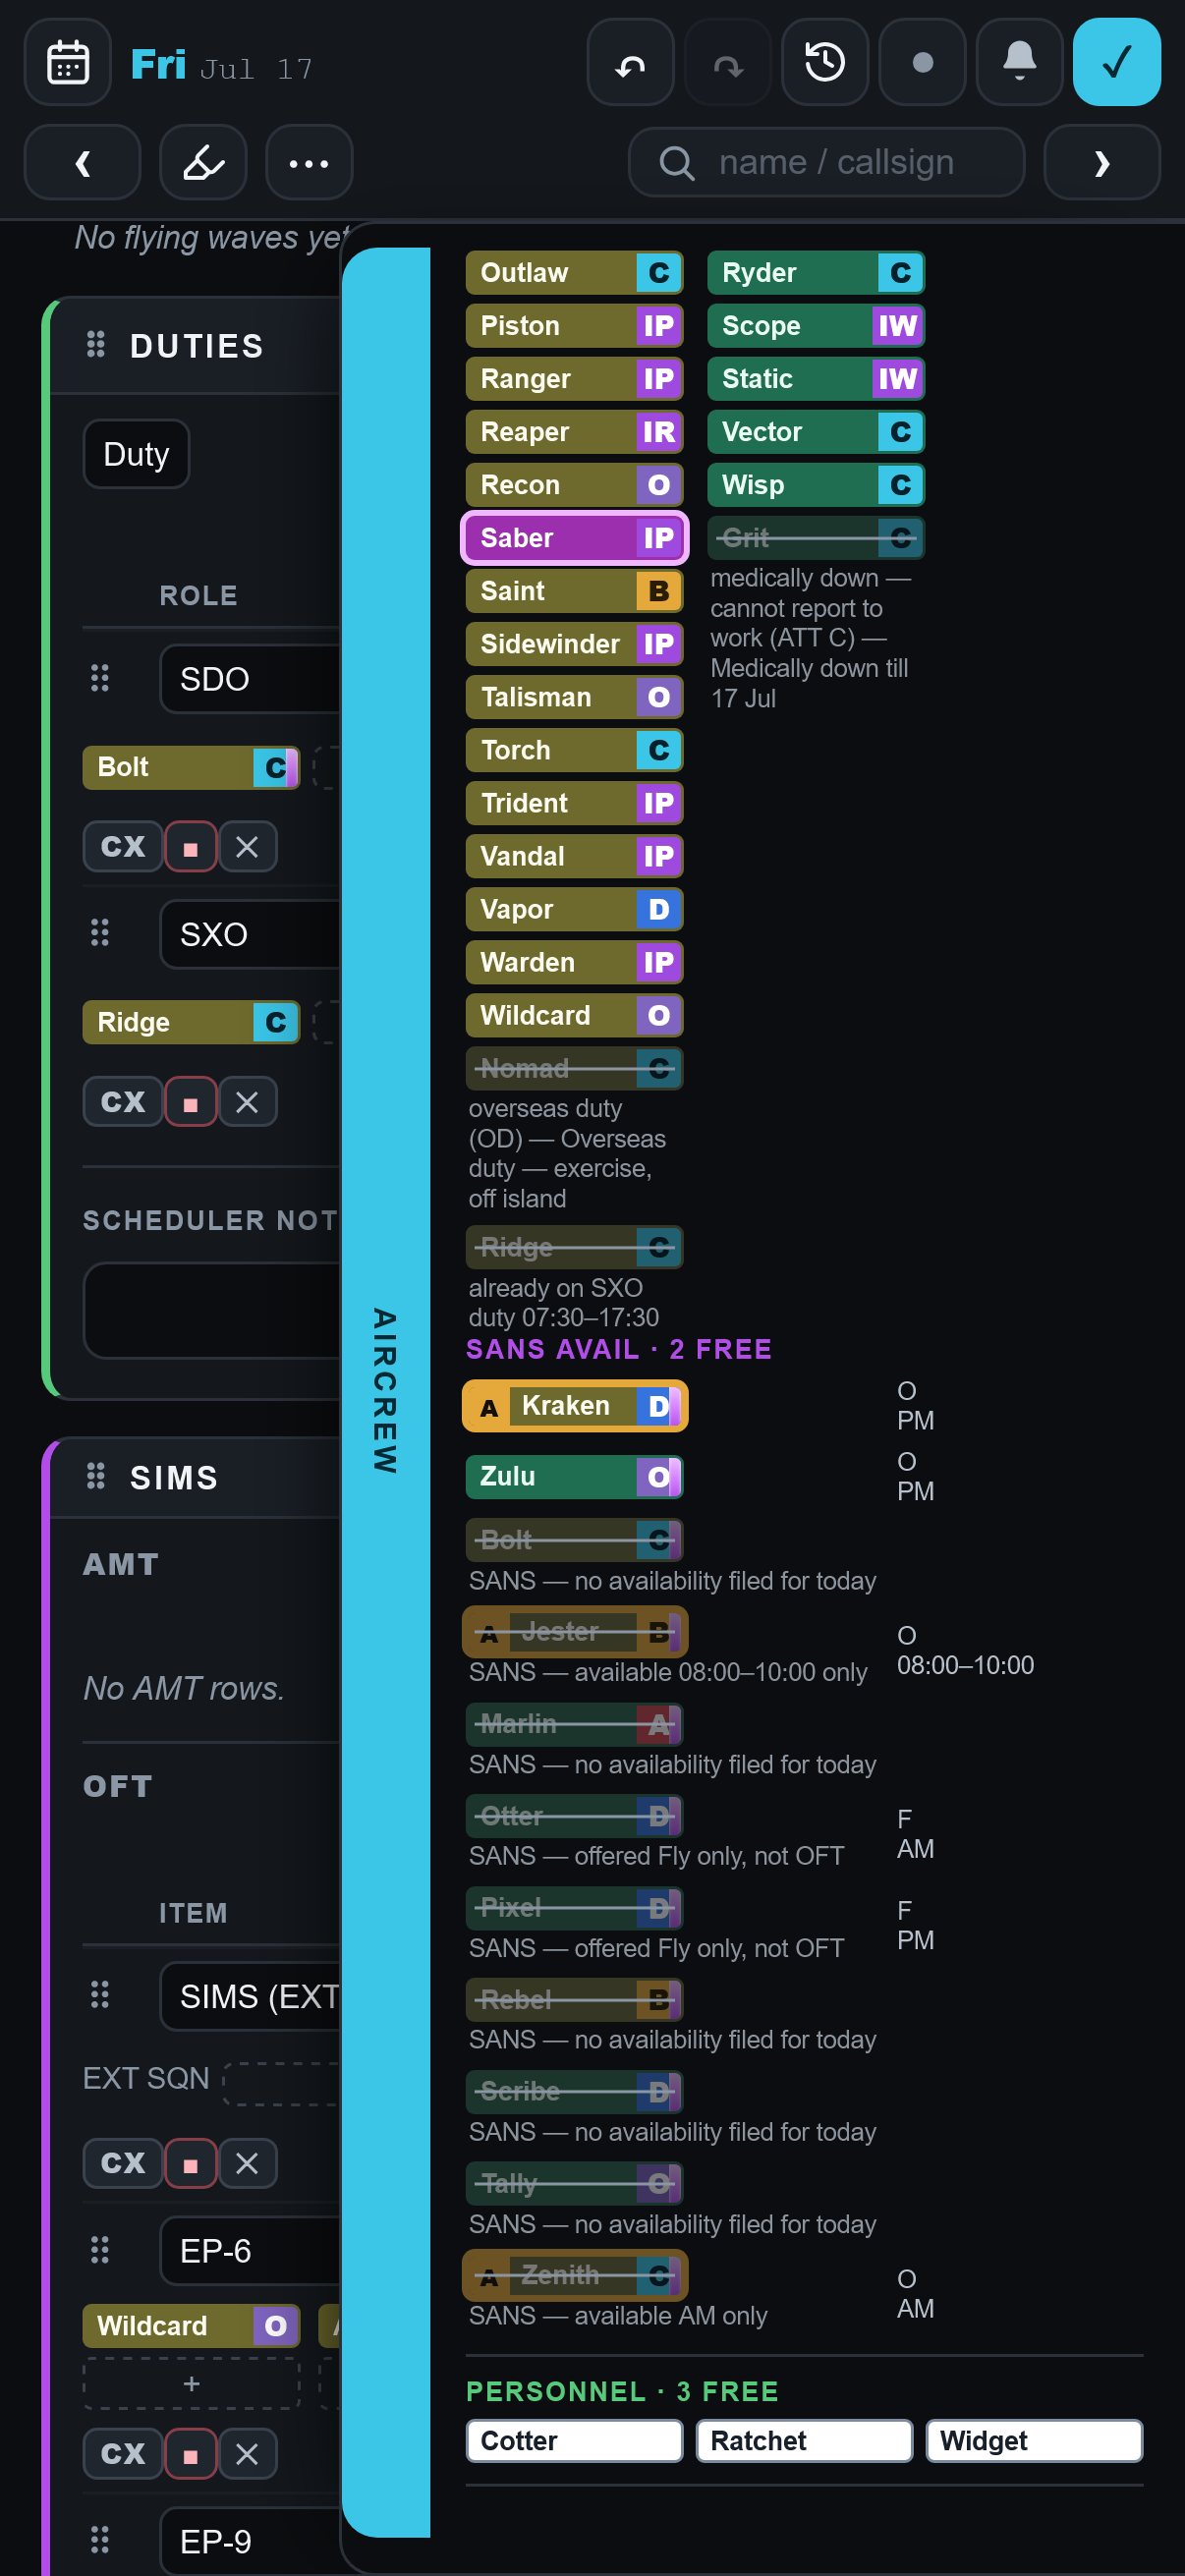 Fri Jul 17
name / callsign
No flying waves yet
DUTIES
Duty
ROLE
SDO
Bolt C
CX
SXO
Ridge C
CX
SCHEDULER NOT
SIMS
AMT
No AMT rows.
OFT
ITEM
SIMS (EXT
EXT SQN
CX
EP-6
Wildcard O
+
CX
EP-9
AIRCREW
Outlaw C
Piston IP
Ranger IP
Reaper IR
Recon O
Saber IP
Saint B
Sidewinder IP
Talisman O
Torch C
Trident IP
Vandal IP
Vapor D
Warden IP
Wildcard O
Nomad C
overseas duty
(OD) — Overseas
duty — exercise,
off island
Ridge C
already on SXO
duty 07:30–17:30
Ryder C
Scope IW
Static IW
Vector C
Wisp C
Grit C
medically down —
cannot report to
work (ATT C) —
Medically down till
17 Jul
SANS AVAIL · 2 FREE
A Kraken D
O
PM
Zulu O
O
PM
Bolt C
SANS — no availability filed for today
A Jester B
SANS — available 08:00–10:00 only
O
08:00–10:00
Marlin A
SANS — no availability filed for today
Otter D
SANS — offered Fly only, not OFT
F
AM
Pixel D
SANS — offered Fly only, not OFT
F
PM
Rebel B
SANS — no availability filed for today
Scribe D
SANS — no availability filed for today
Tally O
SANS — no availability filed for today
A Zenith C
SANS — available AM only
O
AM
PERSONNEL · 3 FREE
Cotter
Ratchet
Widget